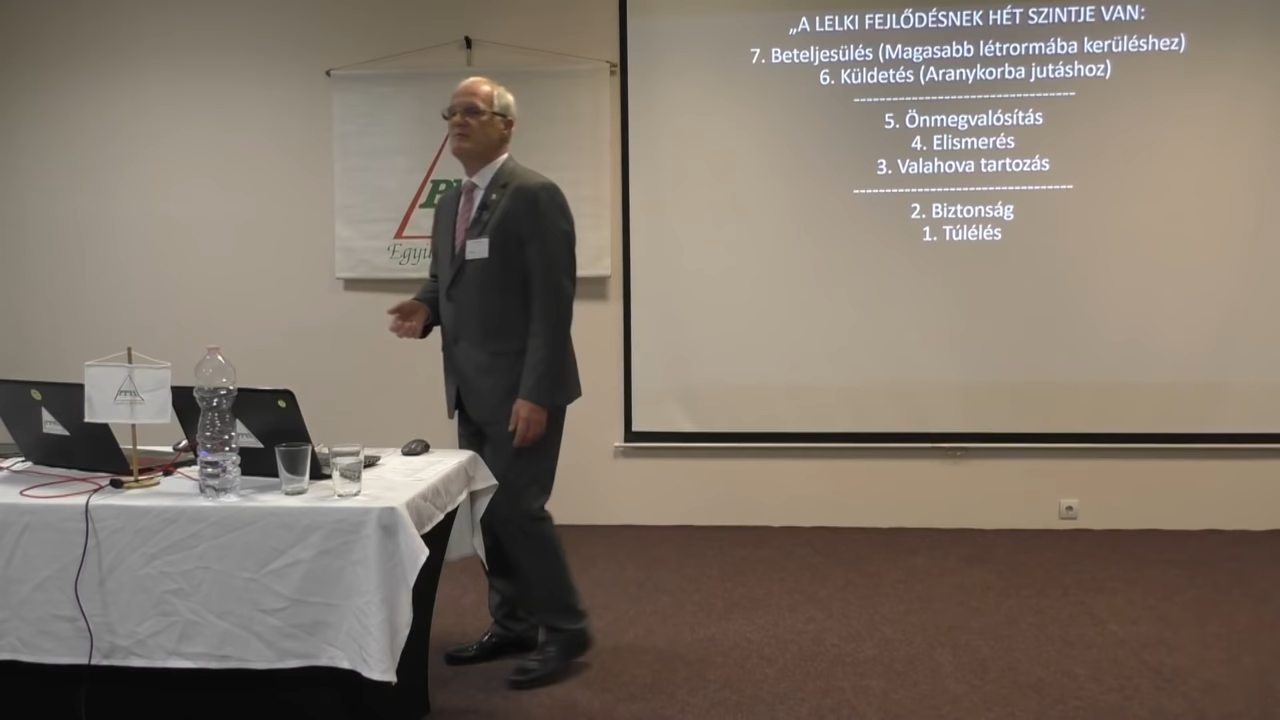 „A LELKI FEJLŐDÉSNEK HÉT SZINTJE VAN:
7. Beteljesülés (Magasabb létrormába kerüléshez)
6. Küldetés (Aranykorba jutáshoz)
--------------------------------
5. Önmegvalósítás
4. Elismerés
3. Valahova tartozás
--------------------------------
2. Biztonság
1. Túlélés